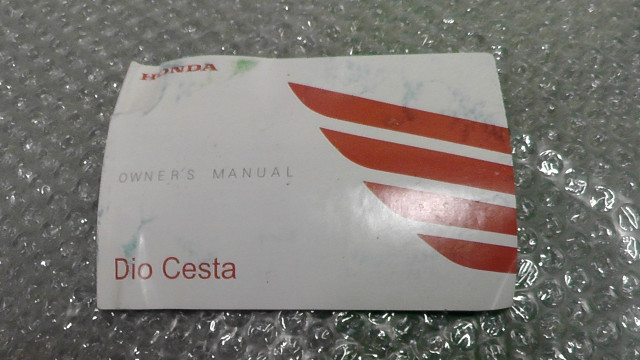 HONDA
OWNER'S MANUAL
Dio Cesta